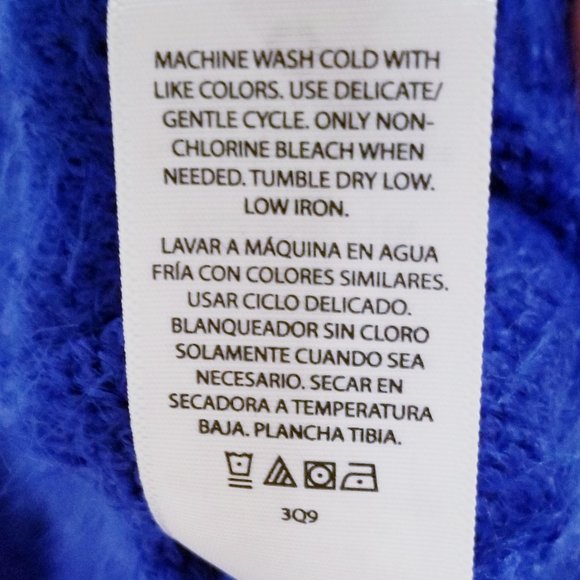 MACHINE WASH COLD WITH
LIKE COLORS. USE DELICATE/
GENTLE CYCLE. ONLY NON-
CHLORINE BLEACH WHEN
NEEDED. TUMBLE DRY LOW.
LOW IRON.
LAVAR A MÁQUINA EN AGUA
FRÍA CON COLORES SIMILARES.
USAR CICLO DELICADO.
BLANQUEADOR SIN CLORO
SOLAMENTE CUANDO SEA
NECESARIO. SECAR EN
SECADORA A TEMPERATURA
BAJA. PLANCHA TIBIA.
3Q9